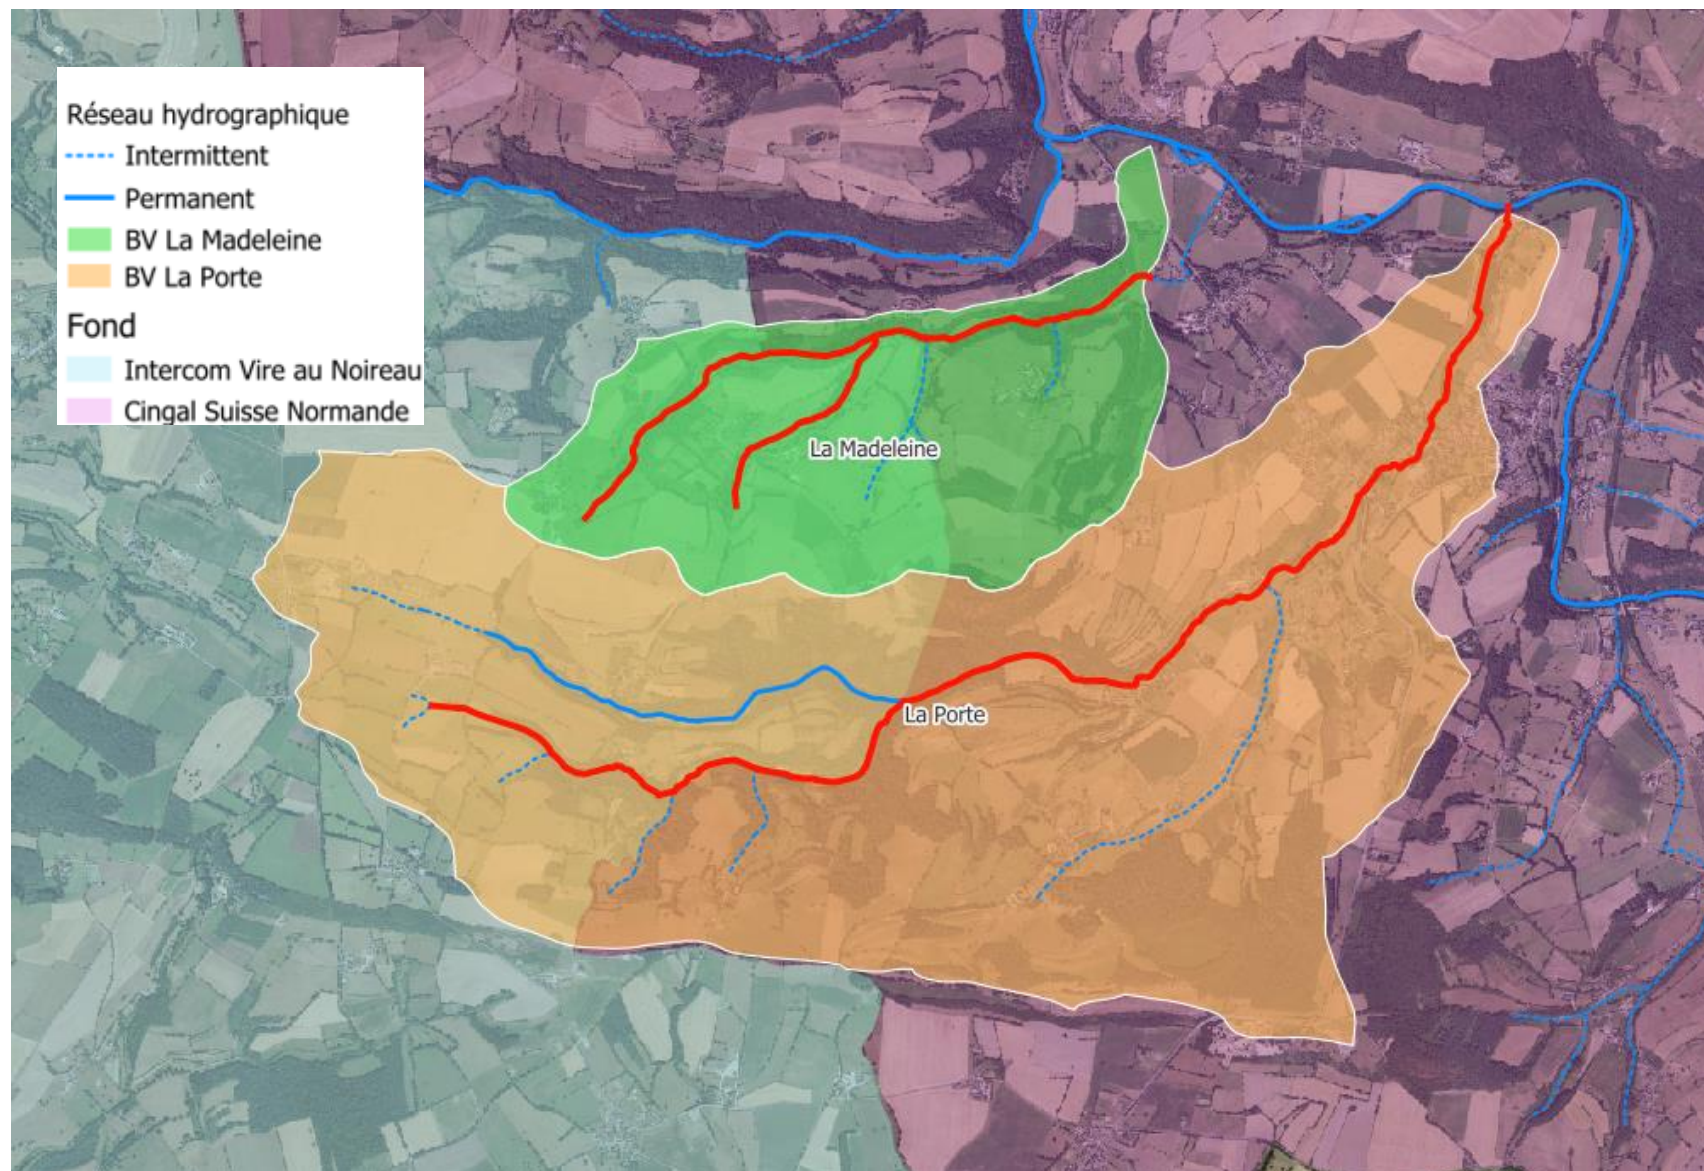 Réseau hydrographique
Intermittent
Permanent
BV La Madeleine
BV La Porte
Fond
Intercom Vire au Noireau
Cingal Suisse Normande
La Madeleine
La Porte